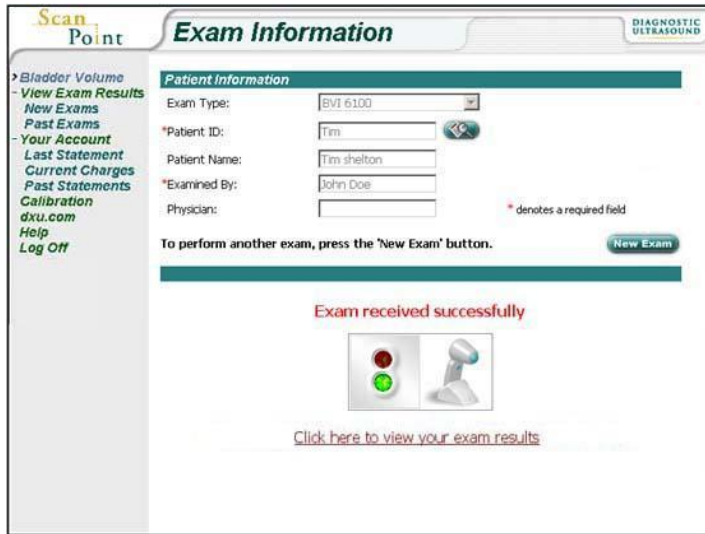 Scan
Point
Exam Information
DIAGNOSTIC
ULTRASOUND
>Bladder Volume
- View Exam Results
New Exams
Past Exams
- Your Account
Last Statement
Current Charges
Past Statements
Calibration
dxu.com
Help
Log Off
Patient Information
Exam Type: BVI 6100
*Patient ID: Tim
Patient Name: Tim shelton
*Examined By: John Doe
Physician: * denotes a required field
To perform another exam, press the 'New Exam' button. New Exam
Exam received successfully
Click here to view your exam results